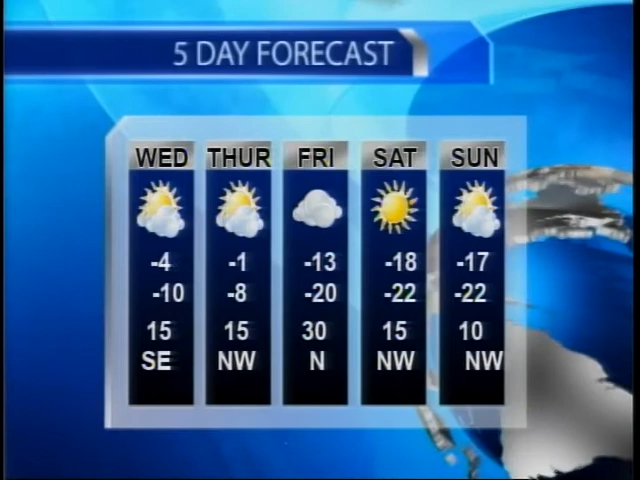 5 DAY FORECAST
WED THUR FRI SAT SUN
-4 -1 -13 -18 -17
-10 -8 -20 -22 -22
15 15 30 15 10
SE NW N NW NW